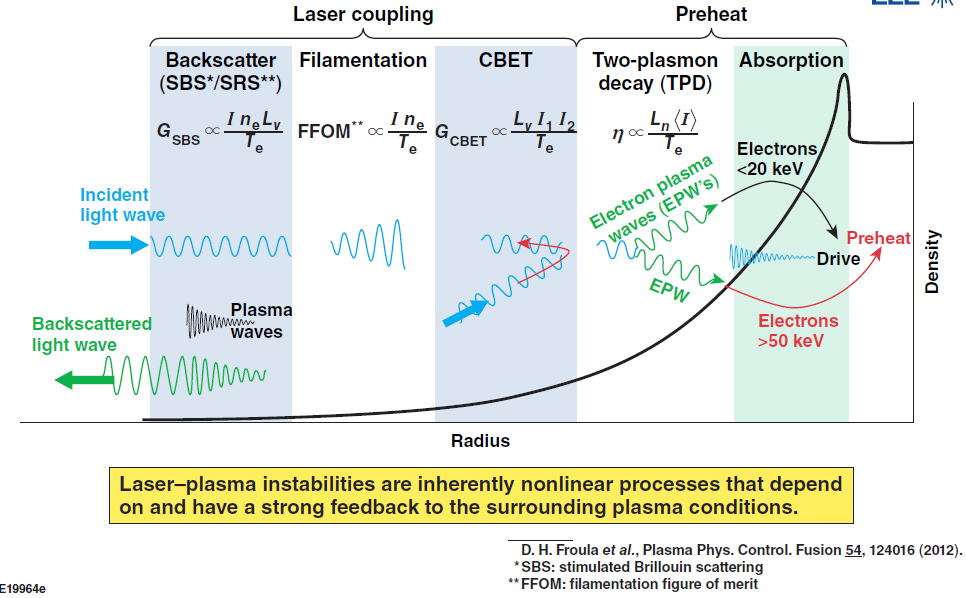 Laser coupling
Preheat
Backscatter
(SBS*/SRS**)
Filamentation
CBET
Two-plasmon
decay (TPD)
Absorption
G_SBS ∝ I n_e L_v / T_e
FFOM** ∝ I n_e / T_e
G_CBET ∝ L_v I_1 I_2 / T_e
η ∝ L_n ⟨I⟩ / T_e
Electrons
<20 keV
Incident
light wave
Electron plasma
waves (EPW's)
Preheat
Drive
EPW
Plasma
waves
Backscattered
light wave
Electrons
>50 keV
Density
Radius
Laser–plasma instabilities are inherently nonlinear processes that depend
on and have a strong feedback to the surrounding plasma conditions.
D. H. Froula et al., Plasma Phys. Control. Fusion 54, 124016 (2012).
*SBS: stimulated Brillouin scattering
**FFOM: filamentation figure of merit
E19964e